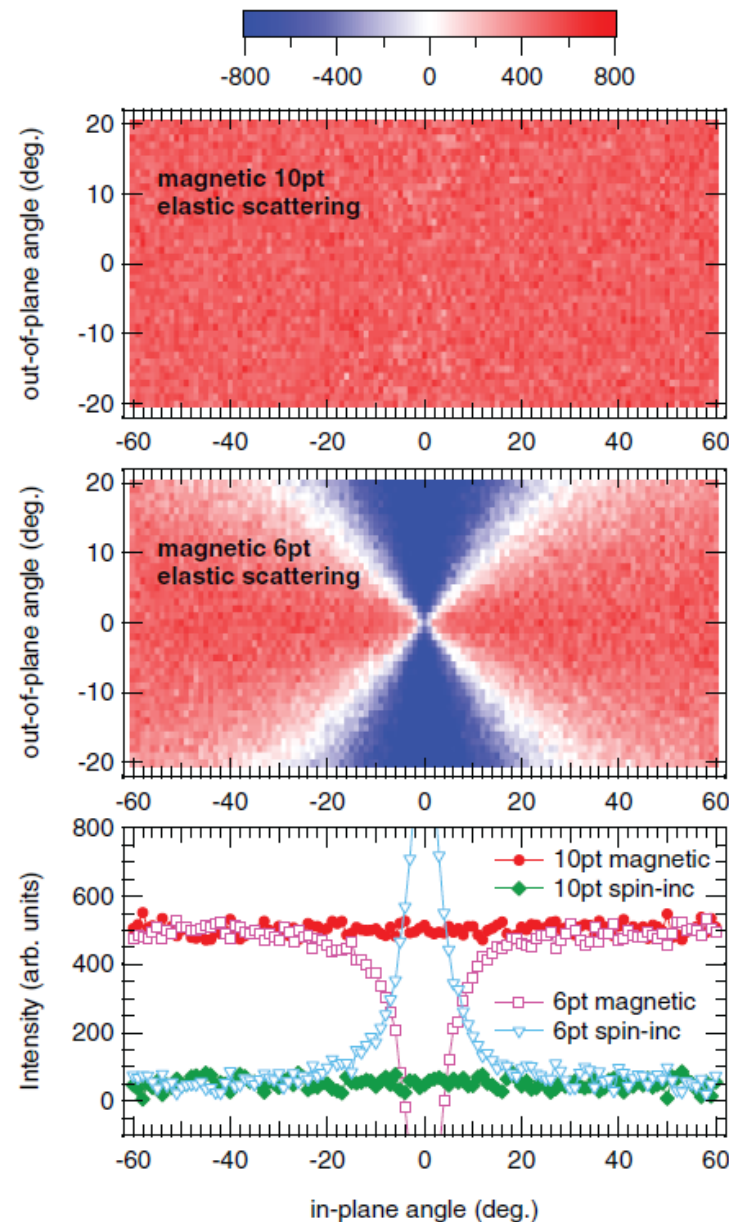 -800 -400 0 400 800
out-of-plane angle (deg.)
20
10
0
-10
-20
magnetic 10pt
elastic scattering
-60 -40 -20 0 20 40 60
out-of-plane angle (deg.)
20
10
0
-10
-20
magnetic 6pt
elastic scattering
-60 -40 -20 0 20 40 60
Intensity (arb. units)
800
600
400
200
0
10pt magnetic
10pt spin-inc
6pt magnetic
6pt spin-inc
-60 -40 -20 0 20 40 60
in-plane angle (deg.)